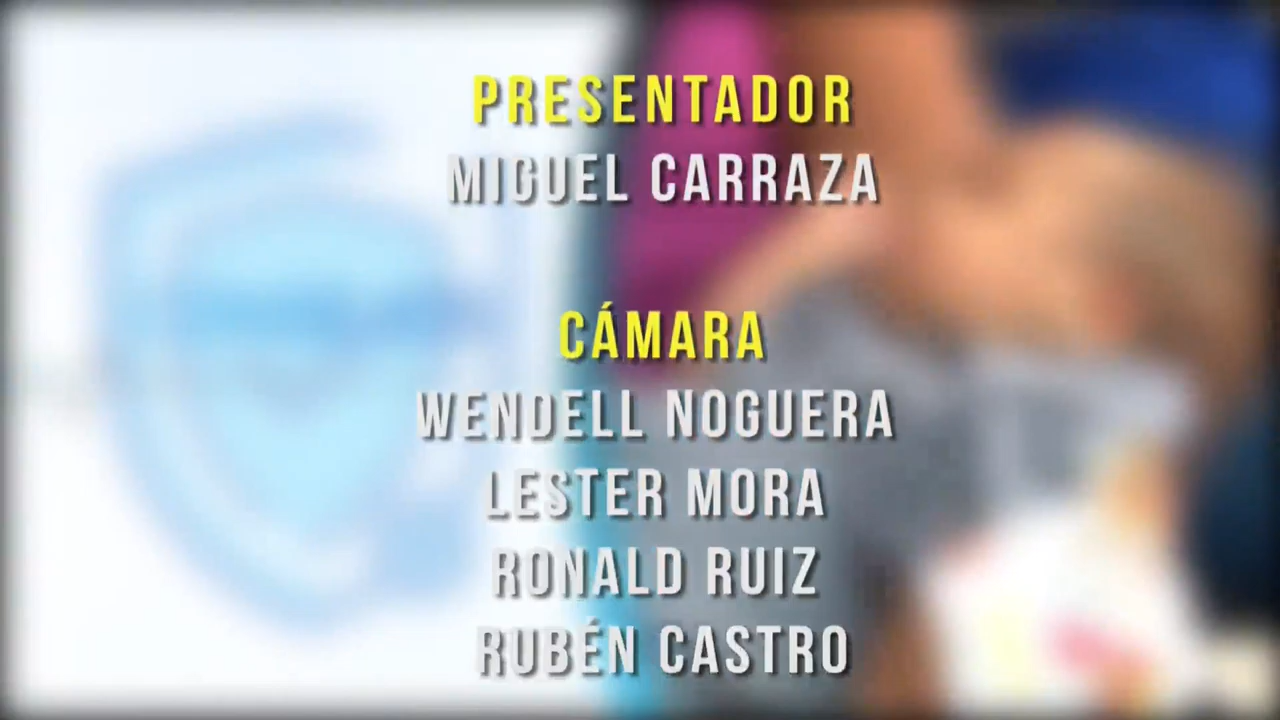 PRESENTADOR
MIGUEL CARRAZA
CÁMARA
WENDELL NOGUERA
LESTER MORA
RONALD RUIZ
RUBÉN CASTRO